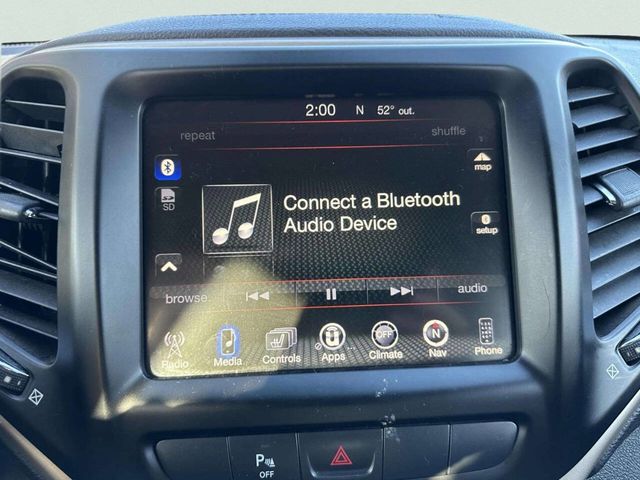 2:00 N 52° out.
repeat shuffle
map
SD
Connect a Bluetooth
Audio Device
setup
browse audio
Radio Media Controls Apps OFF Climate N Nav Phone
P
OFF